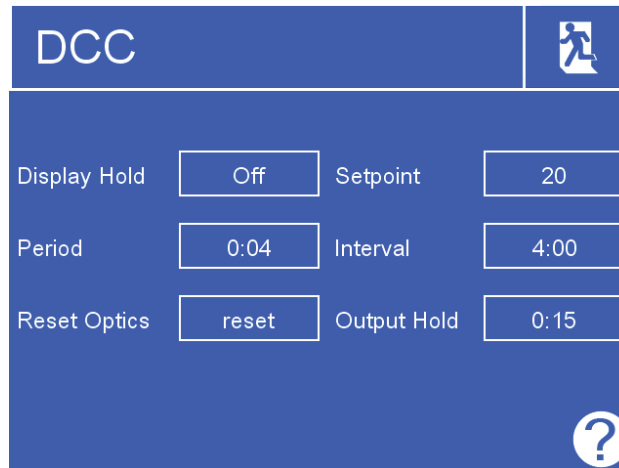 DCC
Display Hold Off Setpoint 20
Period 0:04 Interval 4:00
Reset Optics reset Output Hold 0:15
?